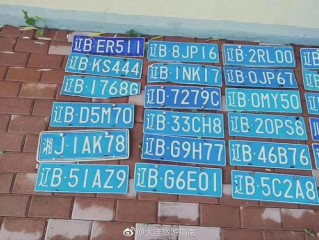 辽B·ER511
辽B·8JP16
辽B·2RL00
辽B·KS444
辽B·1NK17
辽B·0JP67
辽B·1768G
辽D·7279C
辽B·0MY50
辽B·D5M70
辽B·33CH8
辽B·20PS8
湘J·1AK78
辽B·G9H77
辽B·46B76
辽B·51AZ9
辽B·G6E01
辽B·5C2A8
@大连旅游指南